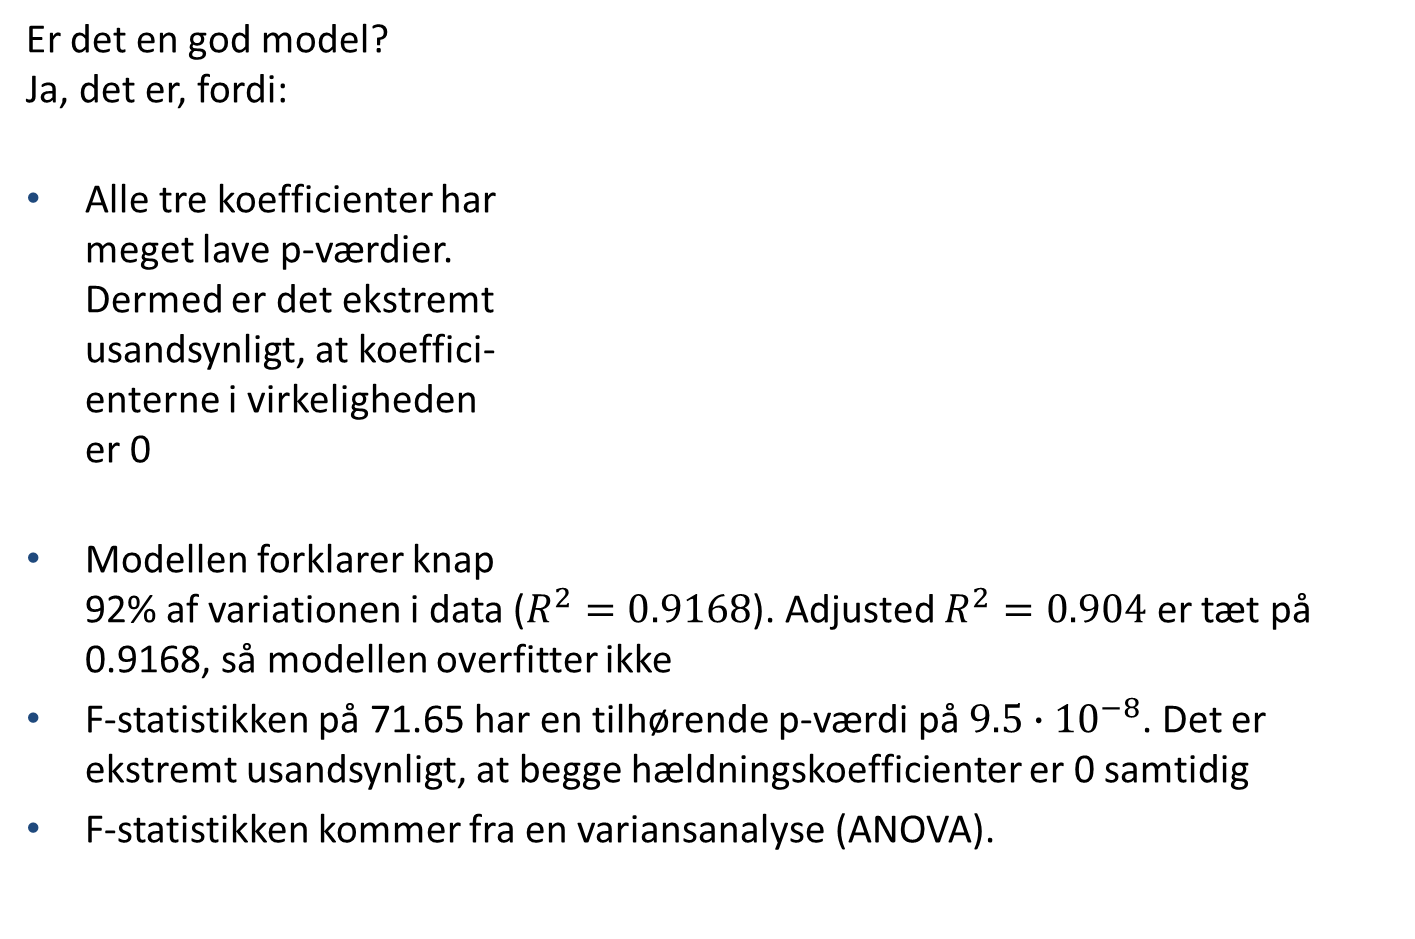 Er det en god model?
Ja, det er, fordi:
• Alle tre koefficienter har
meget lave p-værdier.
Dermed er det ekstremt
usandsynligt, at koeffici-
enterne i virkeligheden
er 0
• Modellen forklarer knap
92% af variationen i data (R² = 0.9168). Adjusted R² = 0.904 er tæt på
0.9168, så modellen overfitter ikke
• F-statistikken på 71.65 har en tilhørende p-værdi på 9.5 · 10⁻⁸. Det er
ekstremt usandsynligt, at begge hældningskoefficienter er 0 samtidig
• F-statistikken kommer fra en variansanalyse (ANOVA).